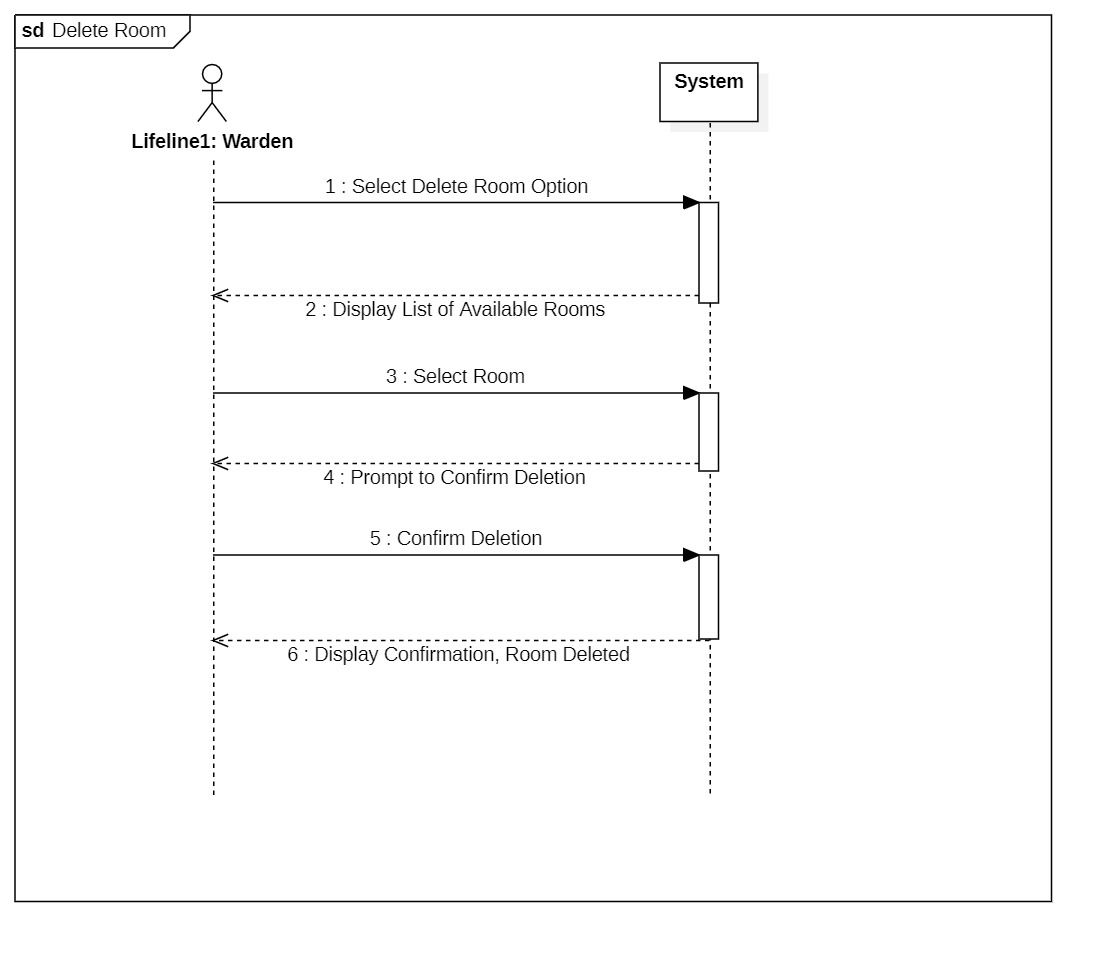 sd Delete Room
System
Lifeline1: Warden
1 : Select Delete Room Option
2 : Display List of Available Rooms
3 : Select Room
4 : Prompt to Confirm Deletion
5 : Confirm Deletion
6 : Display Confirmation, Room Deleted